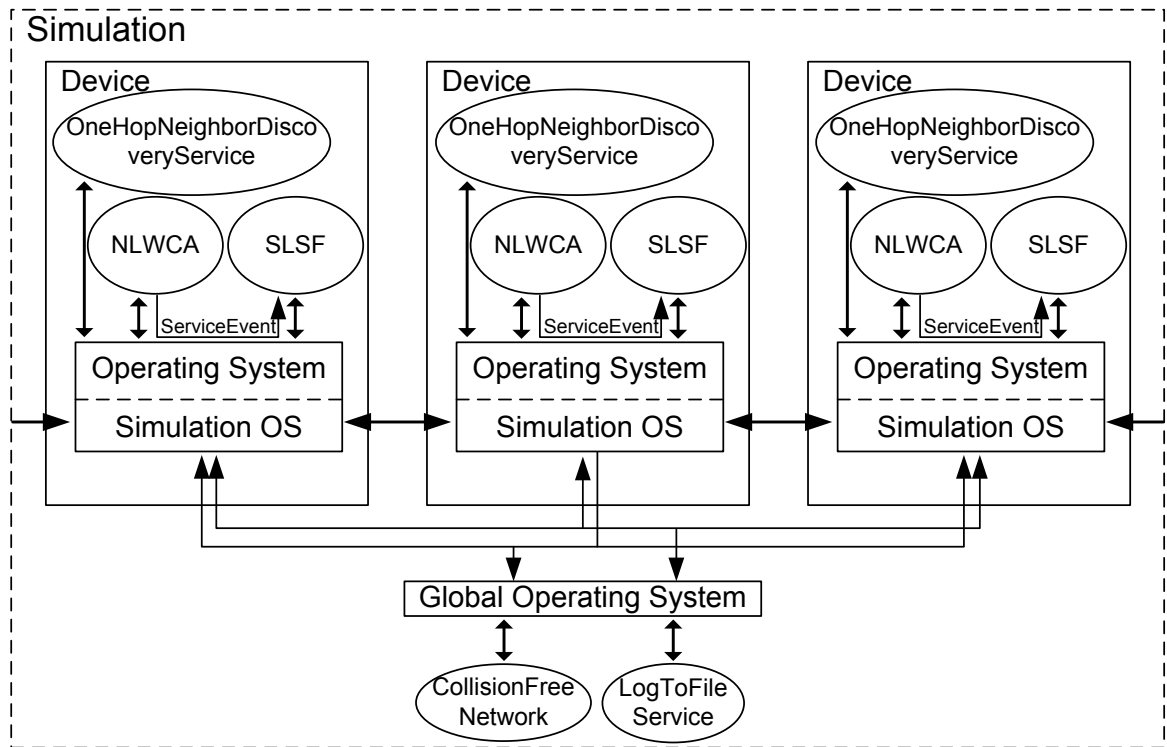 Simulation
Device
OneHopNeighborDisco
veryService
NLWCA
SLSF
ServiceEvent
Operating System
Simulation OS
Device
OneHopNeighborDisco
veryService
NLWCA
SLSF
ServiceEvent
Operating System
Simulation OS
Device
OneHopNeighborDisco
veryService
NLWCA
SLSF
ServiceEvent
Operating System
Simulation OS
Global Operating System
CollisionFree
Network
LogToFile
Service